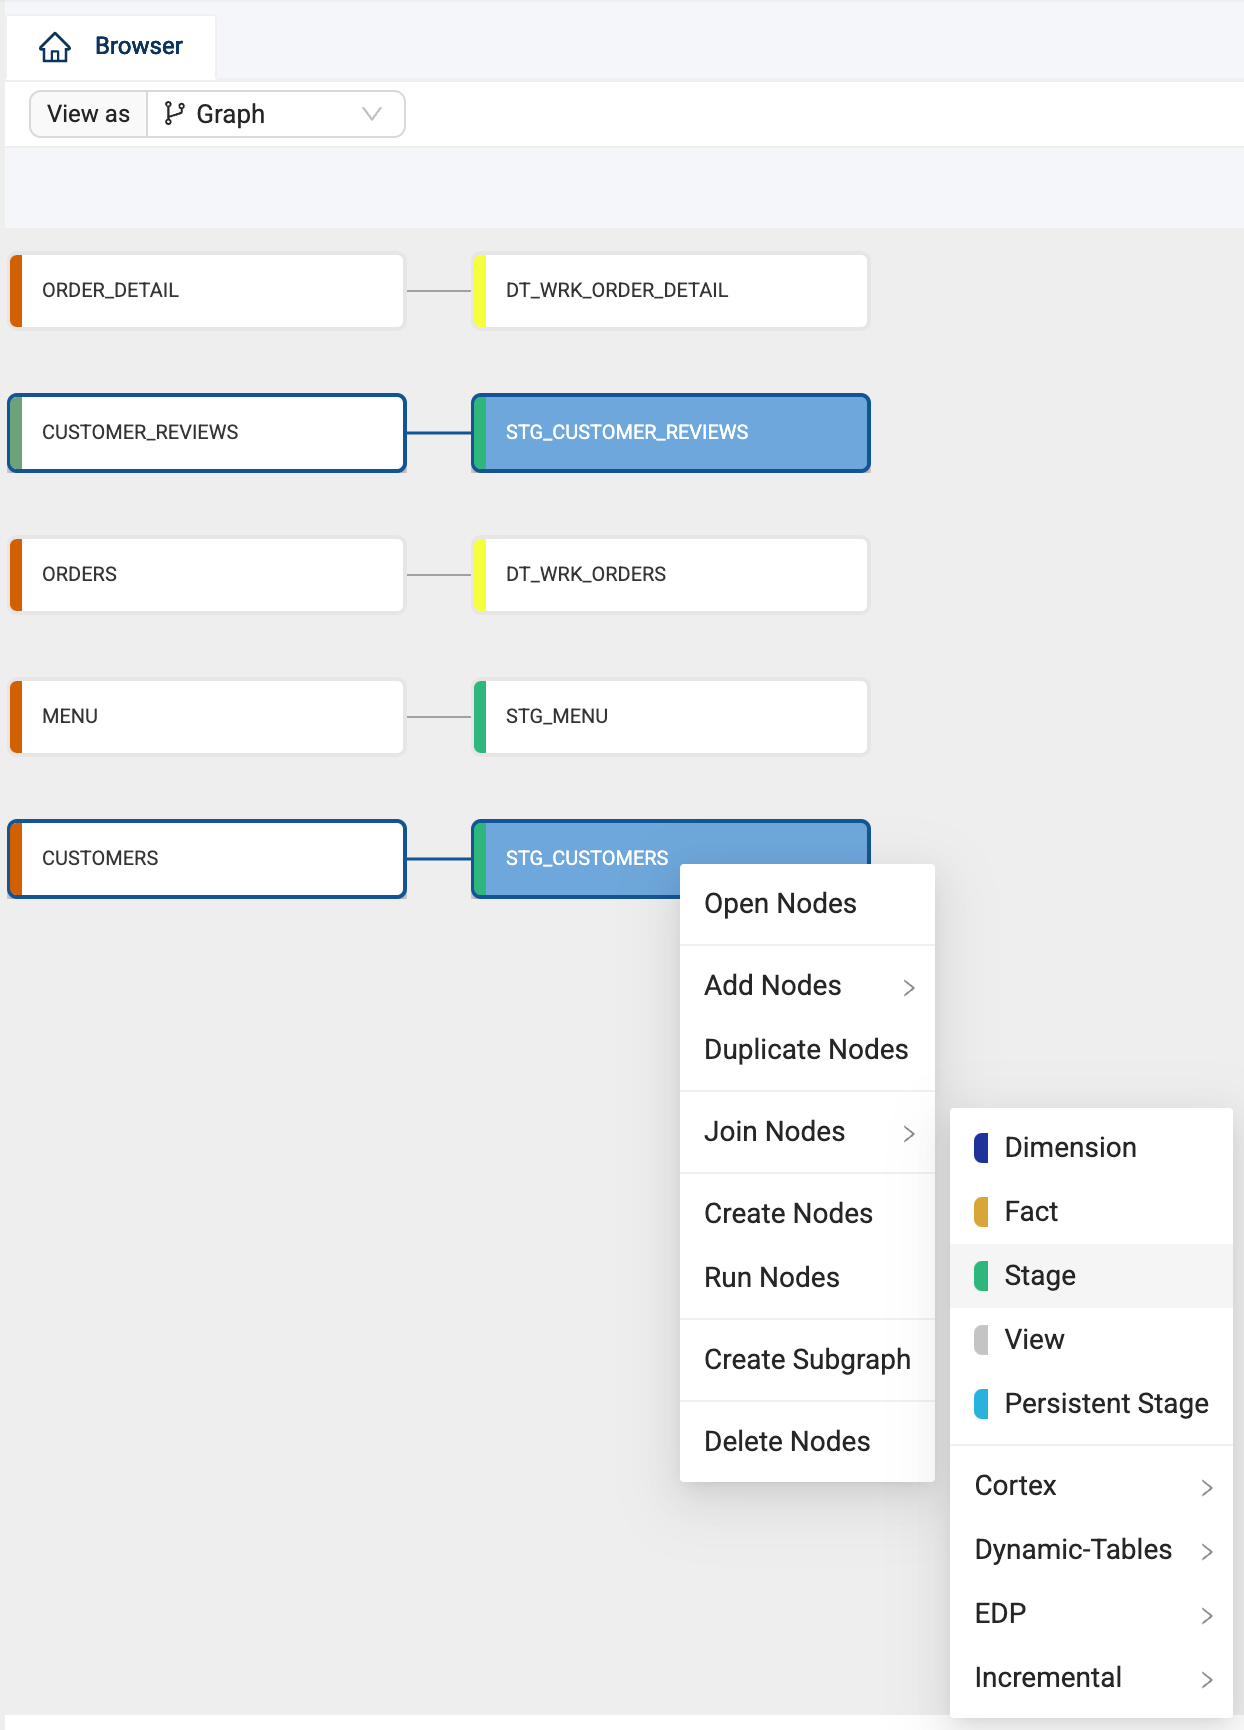 Browser
View as
Graph
ORDER_DETAIL
DT_WRK_ORDER_DETAIL
CUSTOMER_REVIEWS
STG_CUSTOMER_REVIEWS
ORDERS
DT_WRK_ORDERS
MENU
STG_MENU
CUSTOMERS
STG_CUSTOMERS
Open Nodes
Add Nodes
Duplicate Nodes
Join Nodes
Create Nodes
Run Nodes
Create Subgraph
Delete Nodes
Dimension
Fact
Stage
View
Persistent Stage
Cortex
Dynamic-Tables
EDP
Incremental